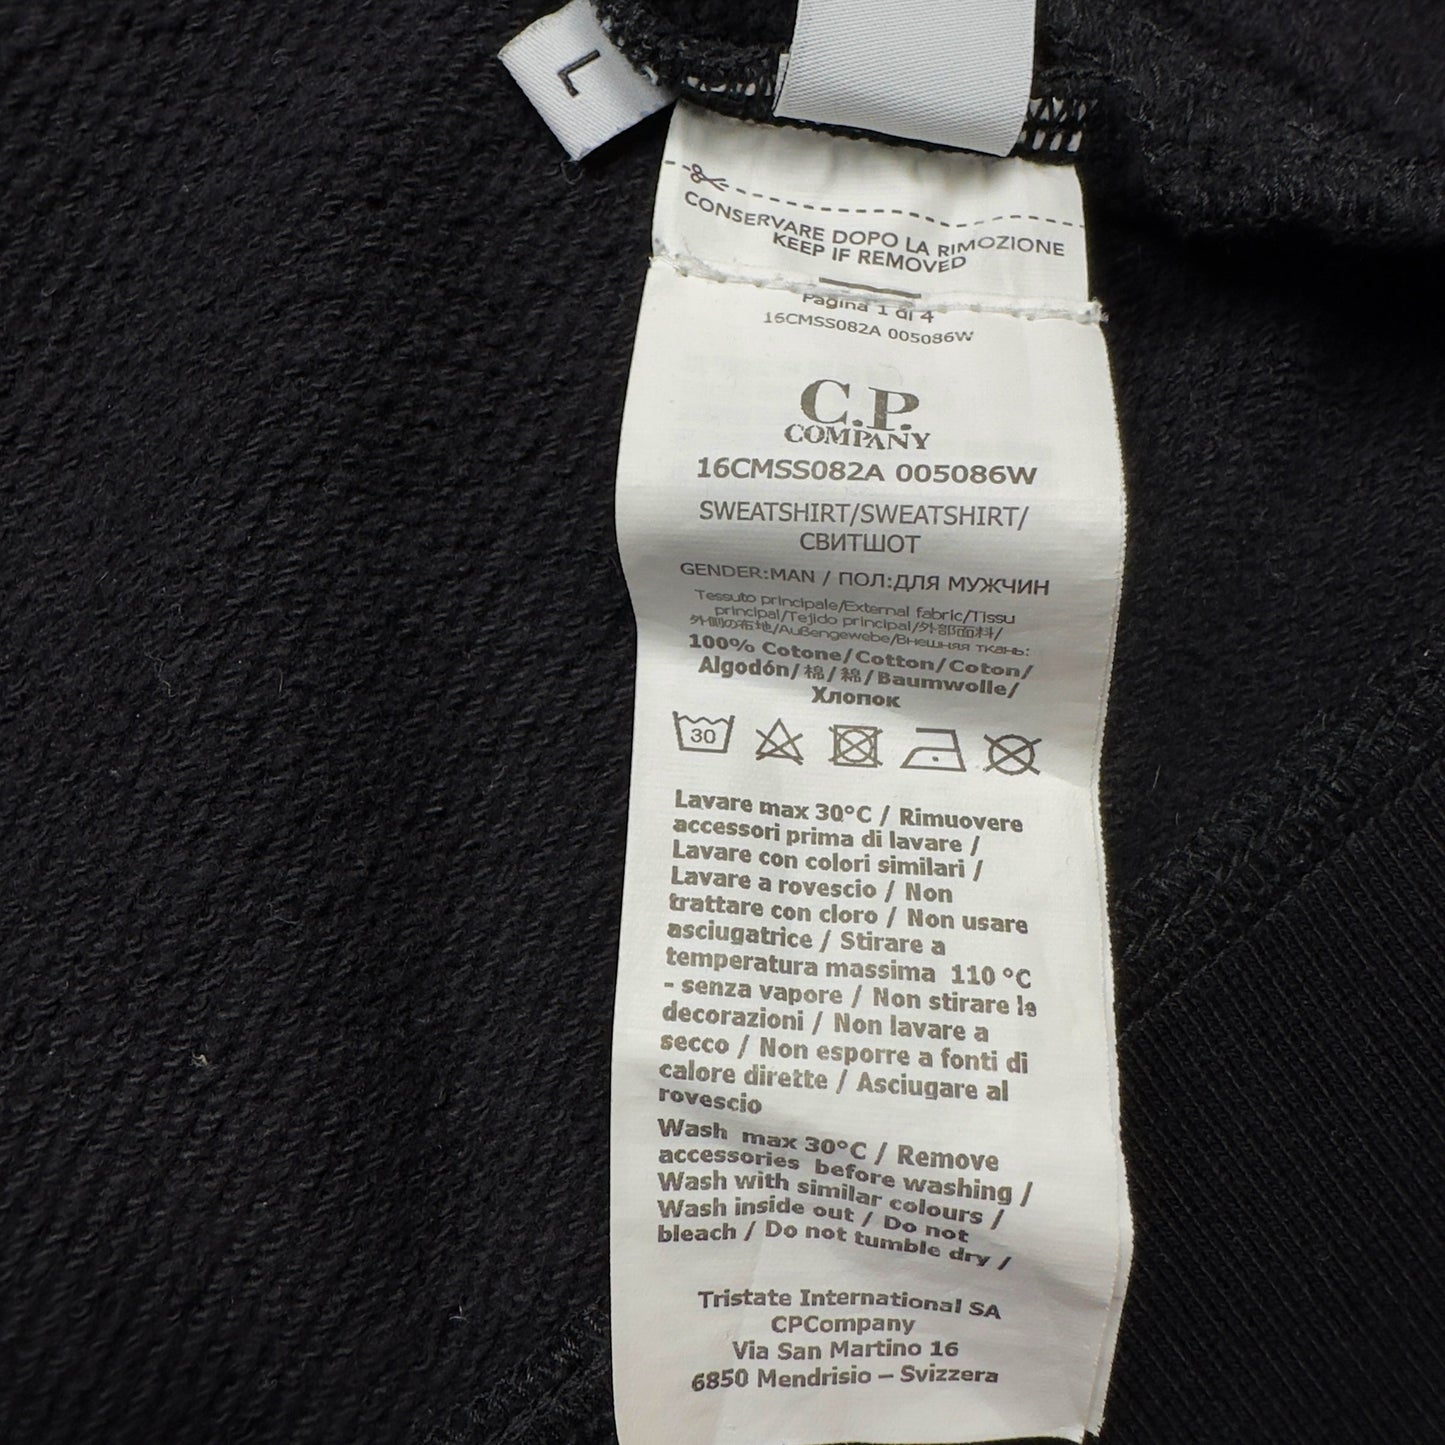 L
CONSERVARE DOPO LA RIMOZIONE
KEEP IF REMOVED
Pagina 1 di 4
16CMSS082A 005086W
C.P.
COMPANY
16CMSS082A 005086W
SWEATSHIRT/SWEATSHIRT/
СВИТШОТ
GENDER:MAN / ПОЛ:ДЛЯ МУЖЧИН
Tessuto principale/External fabric/Tissu
principal/Tejido principal/外部面料/
外側の布地/Außengewebe/Внешняя ткань:
100% Cotone/Cotton/Coton/
Algodón/棉/綿/Baumwolle/
Хлопок
30
Lavare max 30°C / Rimuovere
accessori prima di lavare /
Lavare con colori similari /
Lavare a rovescio / Non
trattare con cloro / Non usare
asciugatrice / Stirare a
temperatura massima 110 °C
- senza vapore / Non stirare le
decorazioni / Non lavare a
secco / Non esporre a fonti di
calore dirette / Asciugare al
rovescio
Wash max 30°C / Remove
accessories before washing /
Wash with similar colours /
Wash inside out / Do not
bleach / Do not tumble dry /
Tristate International SA
CPCompany
Via San Martino 16
6850 Mendrisio – Svizzera